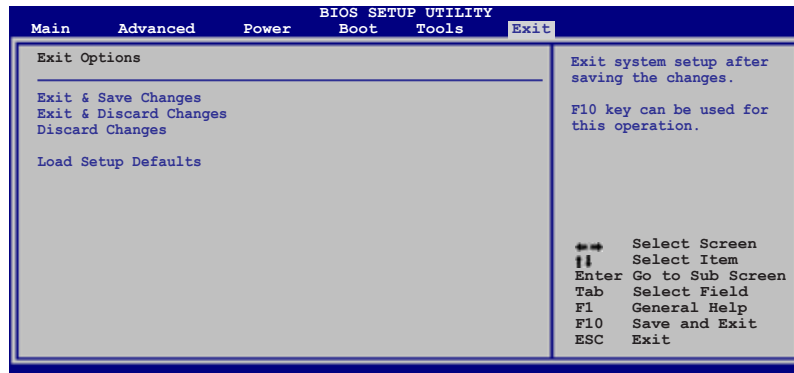 BIOS SETUP UTILITY
Main Advanced Power Boot Tools Exit
Exit Options
Exit & Save Changes
Exit & Discard Changes
Discard Changes
Load Setup Defaults
Exit system setup after
saving the changes.
F10 key can be used for
this operation.
←→ Select Screen
↑↓ Select Item
Enter Go to Sub Screen
Tab Select Field
F1 General Help
F10 Save and Exit
ESC Exit